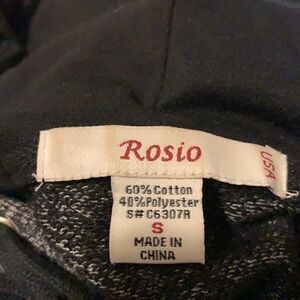 Rosio
USA
60% Cotton
40% Polyester
S# C6307R
S
MADE IN
CHINA